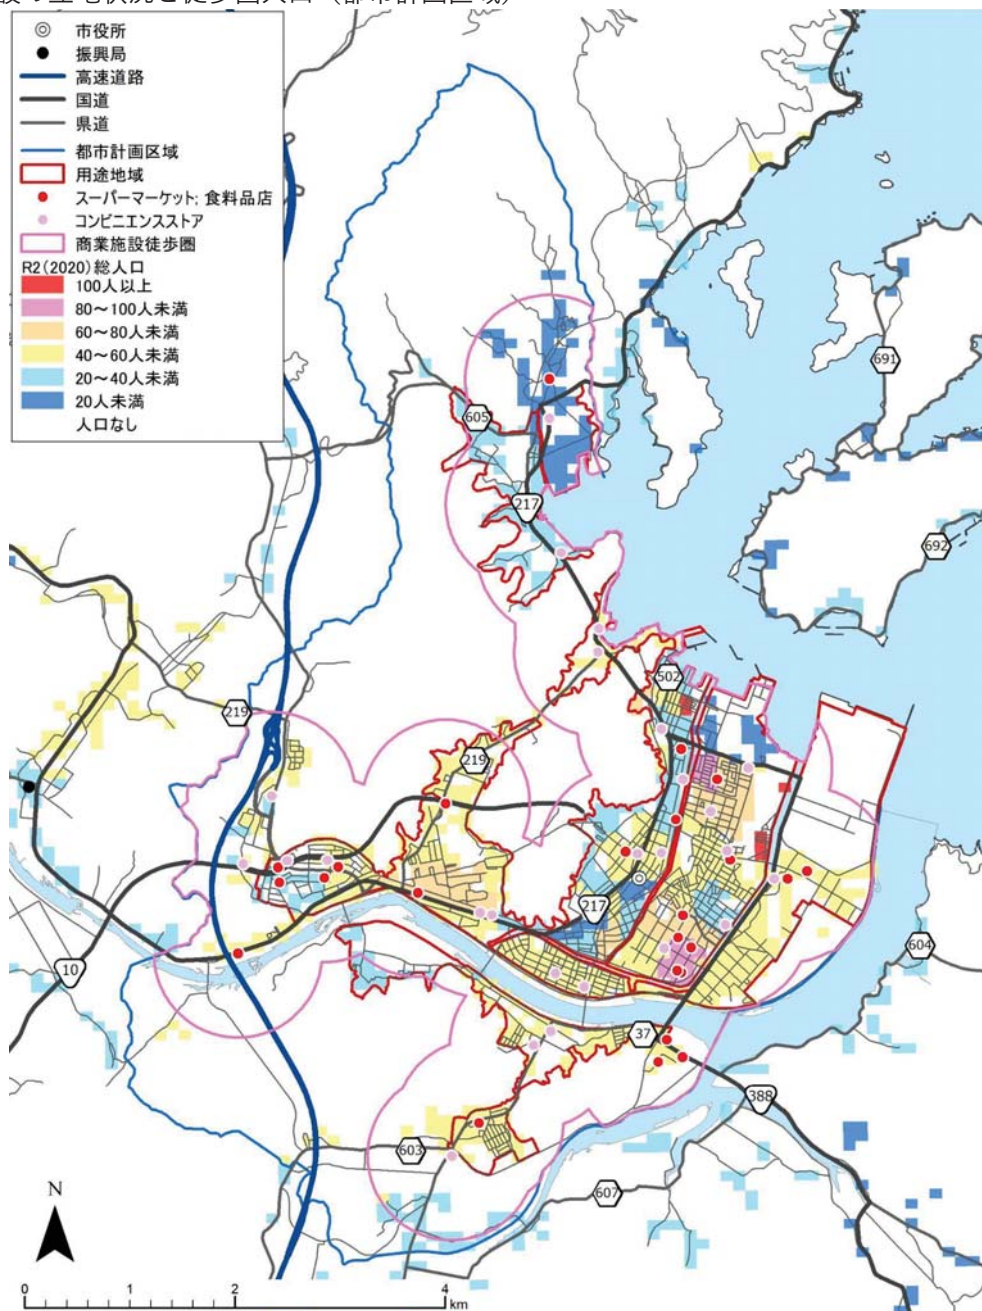 市役所
振興局
高速道路
国道
県道
都市計画区域
用途地域
スーパーマーケット; 食料品店
コンビニエンスストア
商業施設徒歩圏
R2(2020)総人口
100人以上
80～100人未満
60～80人未満
40～60人未満
20～40人未満
20人未満
人口なし
691
605
217
692
502
219
219
217
10
604
37
388
603
607
N
0 2 4
km